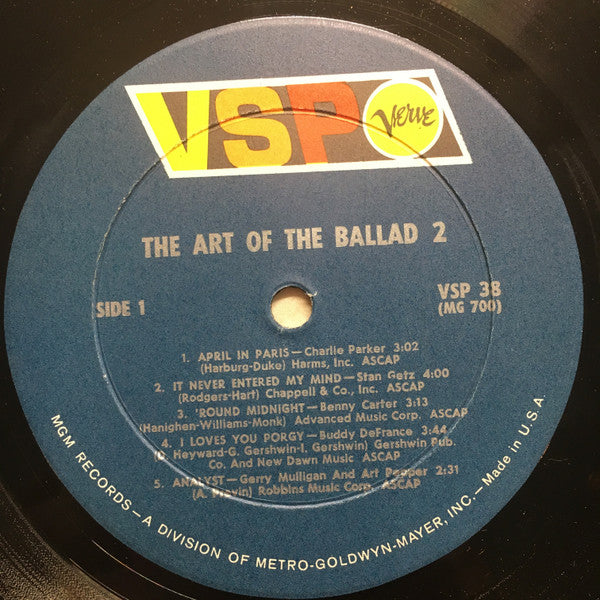 VSP Verve
THE ART OF THE BALLAD 2
SIDE 1
VSP 38
(MG 700)
1. APRIL IN PARIS—Charlie Parker 3:02
(Harburg-Duke) Harms, Inc. ASCAP
2. IT NEVER ENTERED MY MIND—Stan Getz 4:00
(Rodgers-Hart) Chappell & Co., Inc. ASCAP
3. 'ROUND MIDNIGHT—Benny Carter 3:13
(Hanighen-Williams-Monk) Advanced Music Corp. ASCAP
4. I LOVES YOU PORGY—Buddy DeFrance 3:44
(D. Heyward-G. Gershwin-I. Gershwin) Gershwin Pub.
Co. And New Dawn Music ASCAP
5. ANALYST—Gerry Mulligan And Art Pepper 2:31
(A. Previn) Robbins Music Corp. ASCAP
MGM RECORDS—A DIVISION OF METRO-GOLDWYN-MAYER, INC.—Made in U.S.A